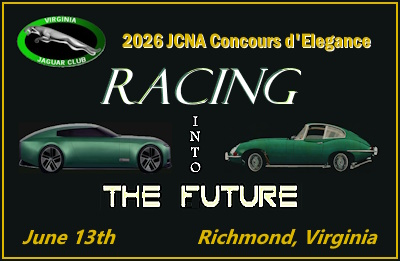 VIRGINIA
JAGUAR CLUB
2026 JCNA Concours d'Elegance
RACING
INTO
THE FUTURE
June 13th
Richmond, Virginia